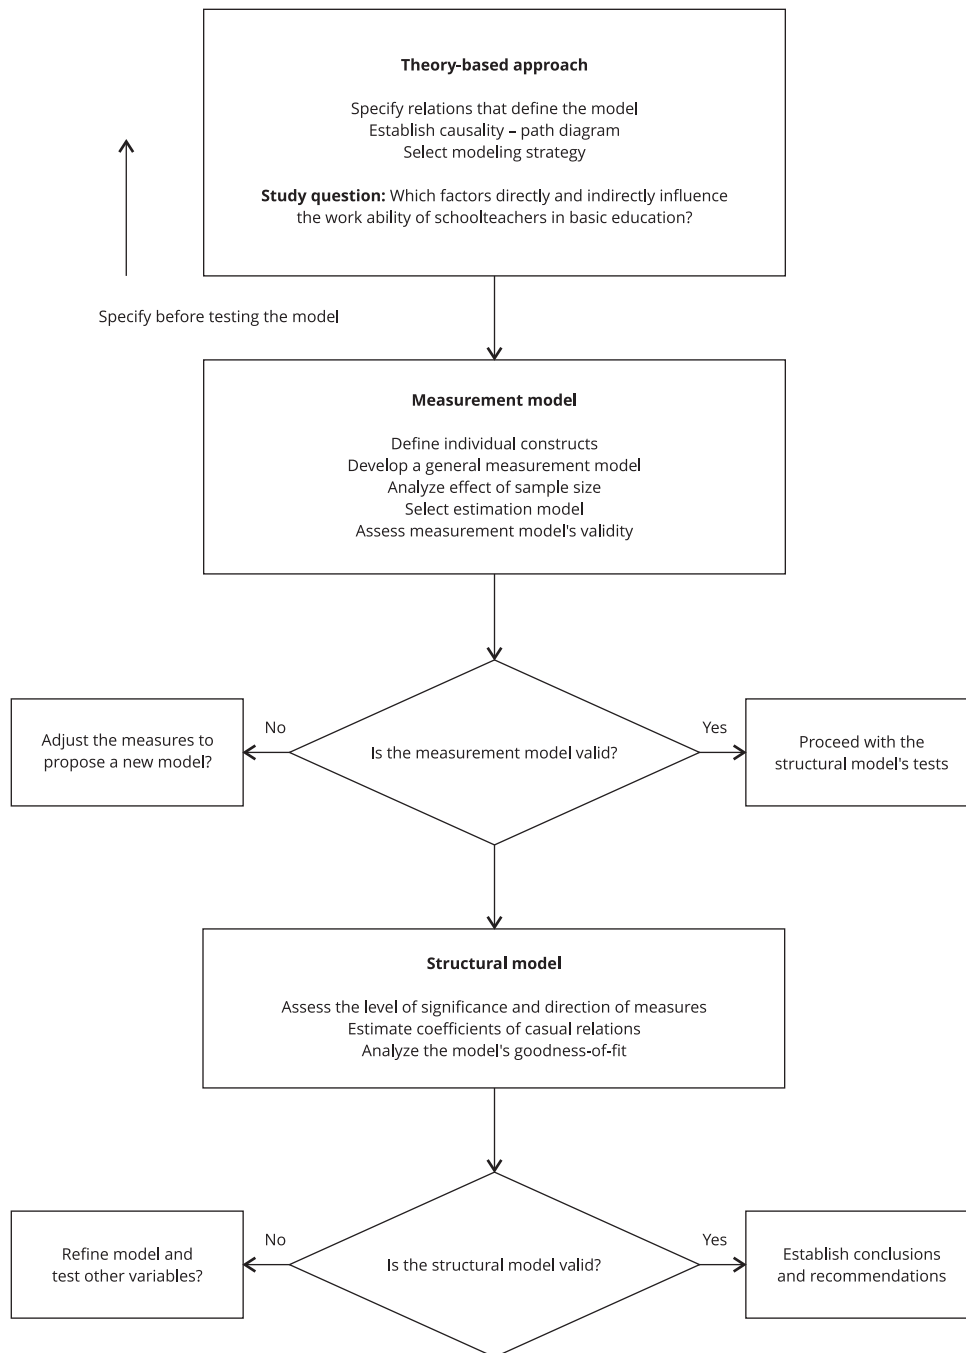 Theory-based approach
Specify relations that define the model
Establish causality – path diagram
Select modeling strategy
Study question: Which factors directly and indirectly influence
the work ability of schoolteachers in basic education?
Specify before testing the model
Measurement model
Define individual constructs
Develop a general measurement model
Analyze effect of sample size
Select estimation model
Assess measurement model's validity
No
Yes
Adjust the measures to
propose a new model?
Is the measurement model valid?
Proceed with the
structural model's tests
Structural model
Assess the level of significance and direction of measures
Estimate coefficients of casual relations
Analyze the model's goodness-of-fit
No
Yes
Refine model and
test other variables?
Is the structural model valid?
Establish conclusions
and recommendations